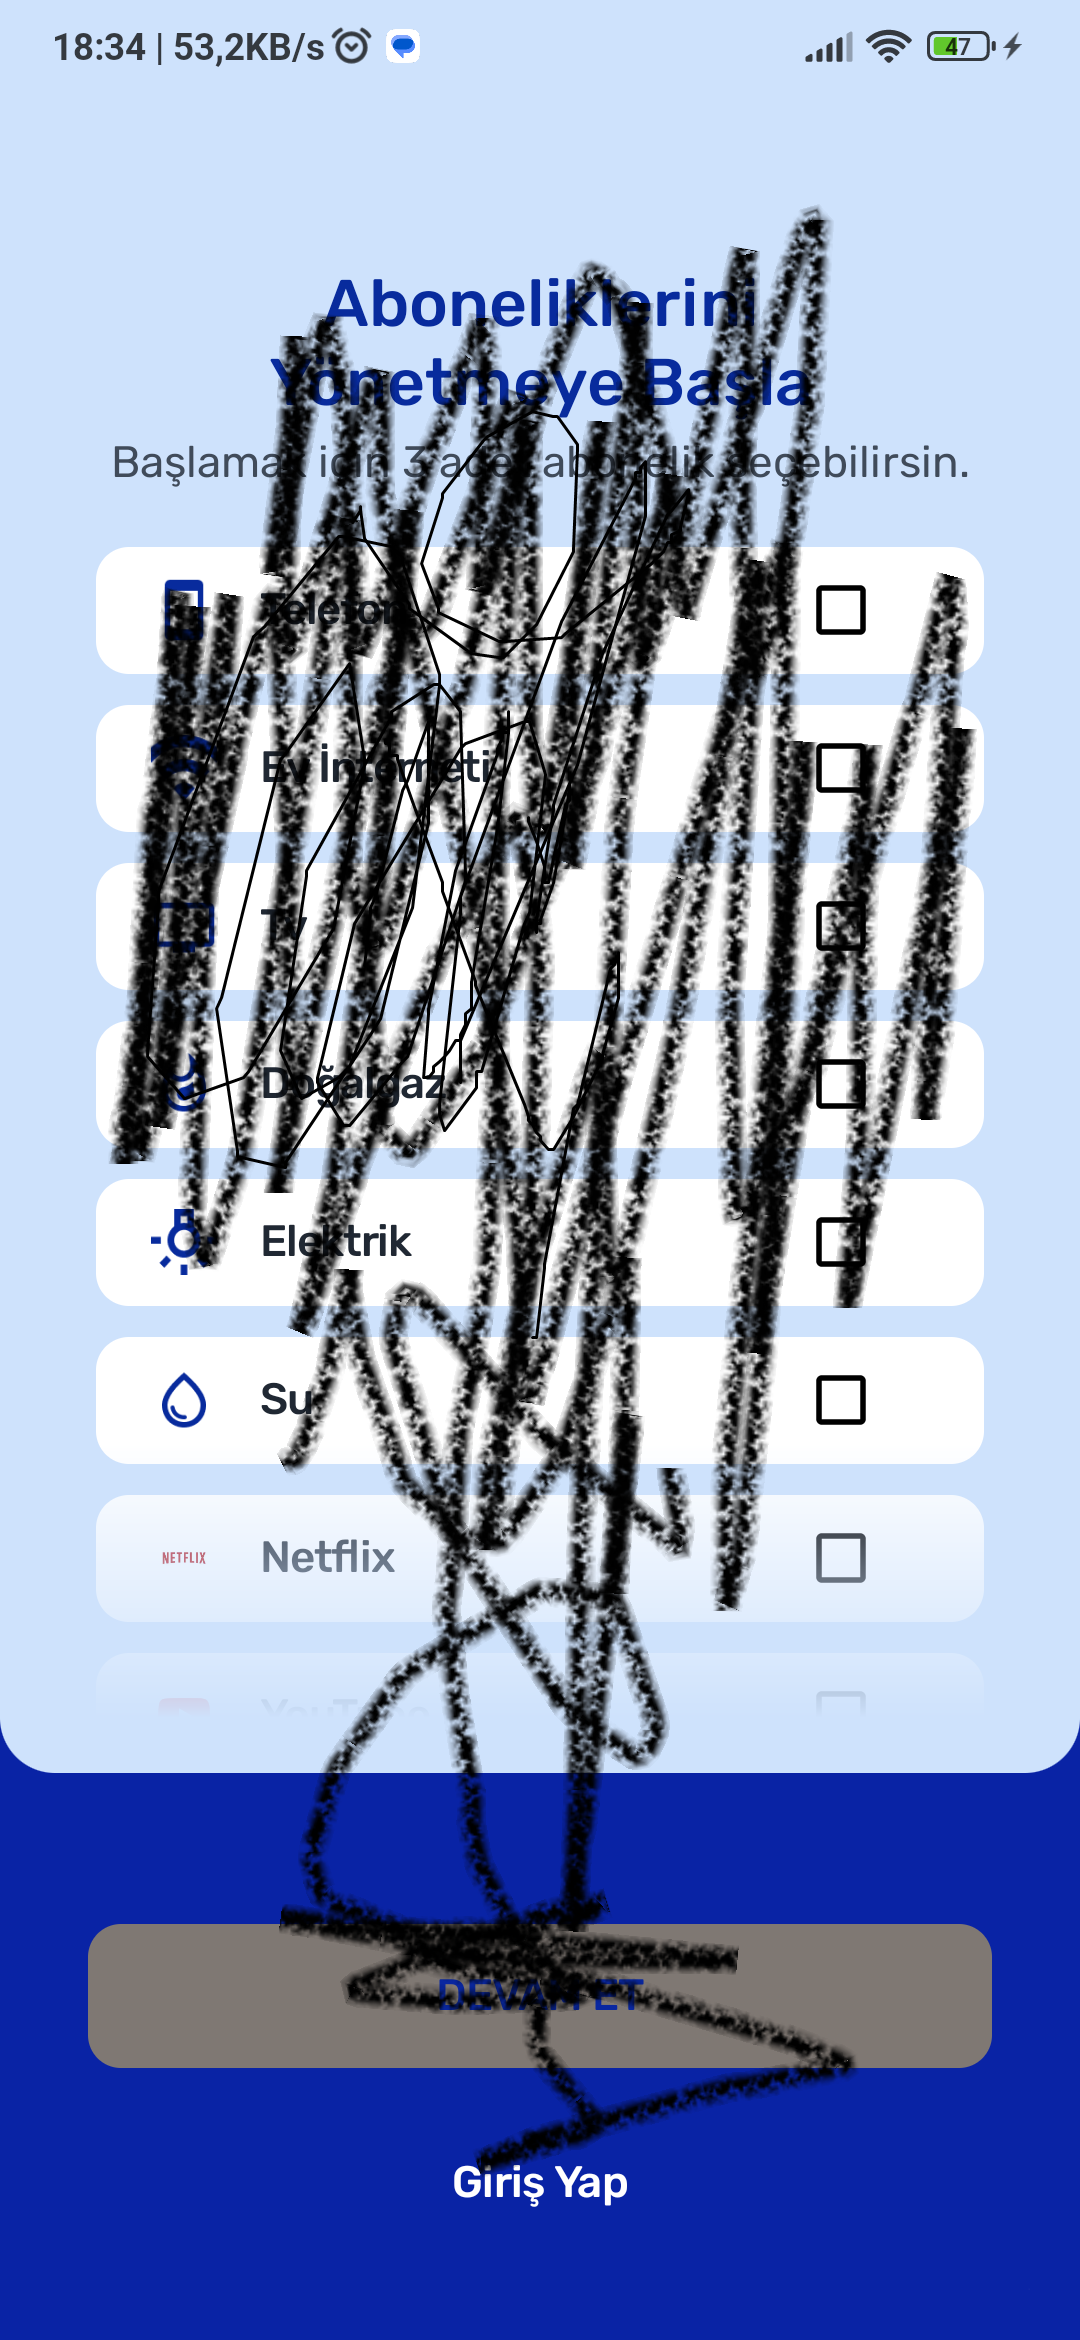 18:34 | 53,2KB/s
47
Aboneliklerini
Yönetmeye Başla
Başlamak için 3 adet abonelik seçebilirsin.
Telefon
Ev İnterneti
Tv
Doğalgaz
Elektrik
Su
NETFLIX
Netflix
YouTube
DEVAM ET
Giriş Yap